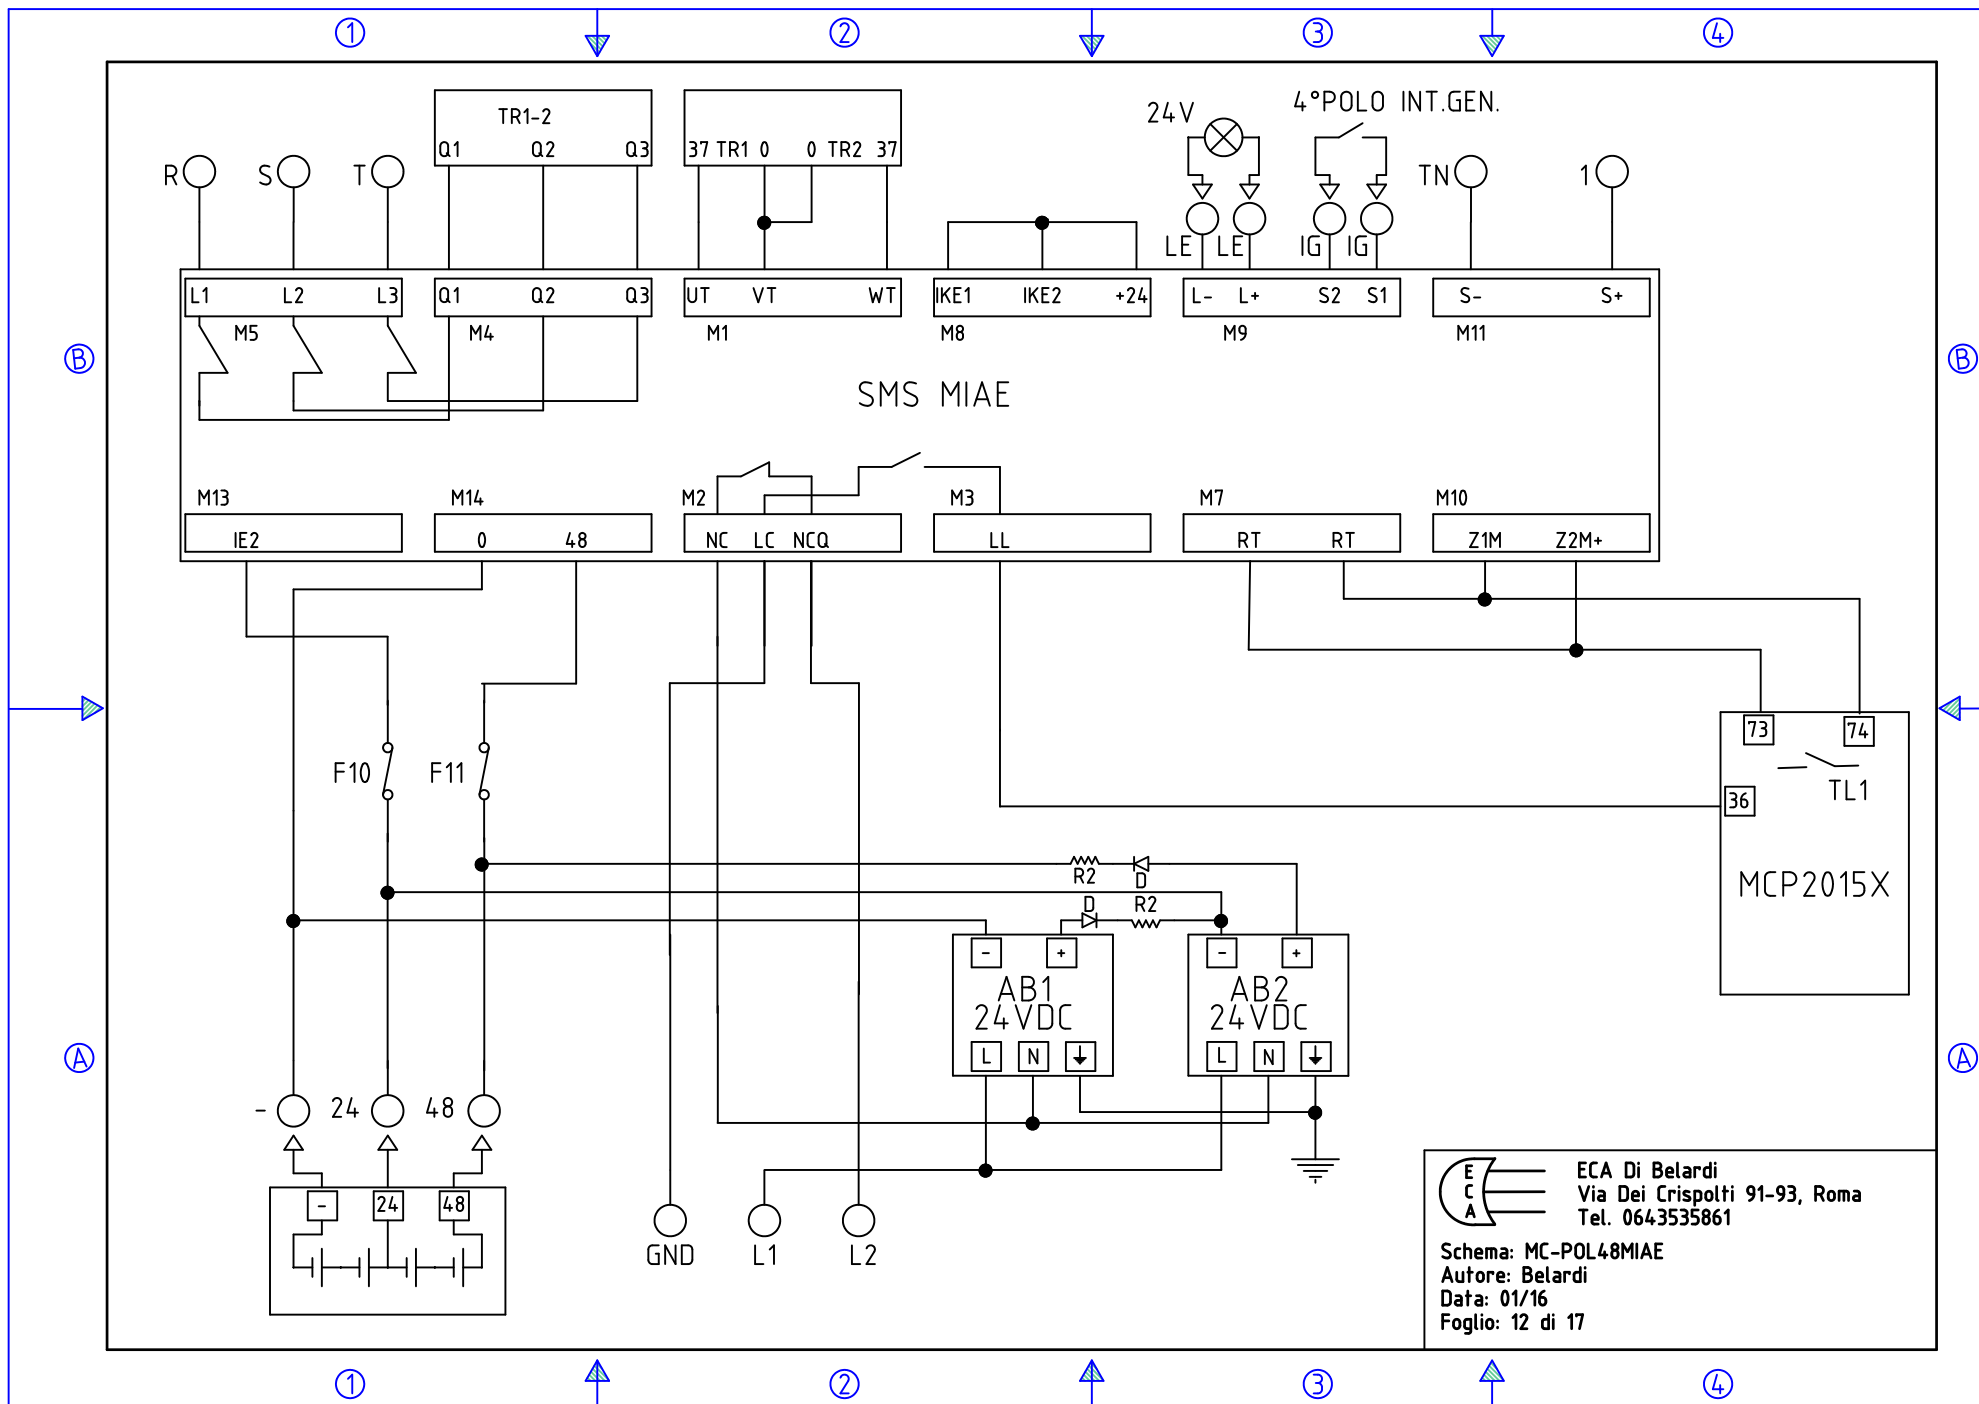 1 2 3 4
TR1-2
Q1 Q2 Q3
37 TR1 0 0 TR2 37
24V
4°POLO INT.GEN.
R S T
TN 1
LE LE IG IG
L1 L2 L3 Q1 Q2 Q3 UT VT WT IKE1 IKE2 +24 L- L+ S2 S1 S- S+
M5 M4 M1 M8 M9 M11
B B
SMS MIAE
M13 M14 M2 M3 M7 M10
IE2 0 48 NC LC NCQ LL RT RT Z1M Z2M+
73 74
F10 F11
TL1
36
R2 D
MCP2015X
D R2
- + - +
AB1 AB2
24VDC 24VDC
L N L N
A A
- 24 48
- 24 48
GND L1 L2
E
C
A
ECA Di Belardi
Via Dei Crispolti 91-93, Roma
Tel. 0643535861
Schema: MC-POL48MIAE
Autore: Belardi
Data: 01/16
Foglio: 12 di 17
1 2 3 4